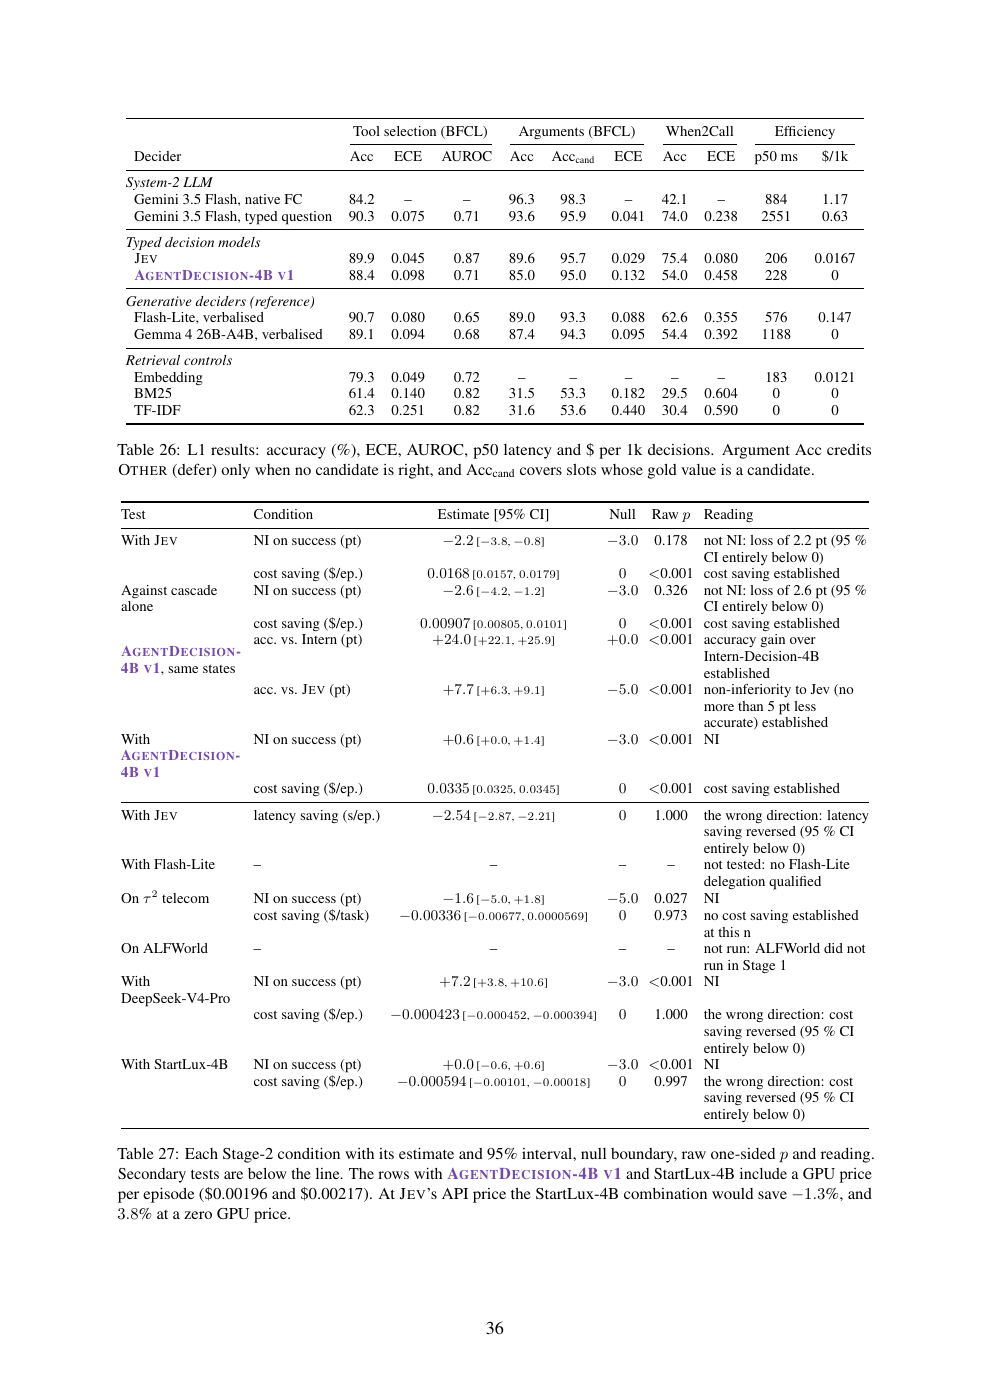 Tool selection (BFCL) Arguments (BFCL) When2Call Efficiency
Decider Acc ECE AUROC Acc Acccand ECE Acc ECE p50 ms $/1k
System-2 LLM
Gemini 3.5 Flash, native FC 84.2 – – 96.3 98.3 – 42.1 – 884 1.17
Gemini 3.5 Flash, typed question 90.3 0.075 0.71 93.6 95.9 0.041 74.0 0.238 2551 0.63
Typed decision models
JEV 89.9 0.045 0.87 89.6 95.7 0.029 75.4 0.080 206 0.0167
AGENTDECISION-4B V1 88.4 0.098 0.71 85.0 95.0 0.132 54.0 0.458 228 0
Generative deciders (reference)
Flash-Lite, verbalised 90.7 0.080 0.65 89.0 93.3 0.088 62.6 0.355 576 0.147
Gemma 4 26B-A4B, verbalised 89.1 0.094 0.68 87.4 94.3 0.095 54.4 0.392 1188 0
Retrieval controls
Embedding 79.3 0.049 0.72 – – – – – 183 0.0121
BM25 61.4 0.140 0.82 31.5 53.3 0.182 29.5 0.604 0 0
TF-IDF 62.3 0.251 0.82 31.6 53.6 0.440 30.4 0.590 0 0
Table 26: L1 results: accuracy (%), ECE, AUROC, p50 latency and $ per 1k decisions. Argument Acc credits
OTHER (defer) only when no candidate is right, and Acccand covers slots whose gold value is a candidate.
Test Condition Estimate [95% CI] Null Raw p Reading
With JEV NI on success (pt) −2.2 [−3.8, −0.8] −3.0 0.178 not NI: loss of 2.2 pt (95 %
CI entirely below 0)
cost saving ($/ep.) 0.0168 [0.0157, 0.0179] 0 <0.001 cost saving established
Against cascade NI on success (pt) −2.6 [−4.2, −1.2] −3.0 0.326 not NI: loss of 2.6 pt (95 %
alone CI entirely below 0)
cost saving ($/ep.) 0.00907 [0.00805, 0.0101] 0 <0.001 cost saving established
acc. vs. Intern (pt) +24.0 [+22.1, +25.9] +0.0 <0.001 accuracy gain over
AGENTDECISION- Intern-Decision-4B
4B V1, same states established
acc. vs. JEV (pt) +7.7 [+6.3, +9.1] −5.0 <0.001 non-inferiority to Jev (no
more than 5 pt less
accurate) established
With NI on success (pt) +0.6 [+0.0, +1.4] −3.0 <0.001 NI
AGENTDECISION-
4B V1
cost saving ($/ep.) 0.0335 [0.0325, 0.0345] 0 <0.001 cost saving established
With JEV latency saving (s/ep.) −2.54 [−2.87, −2.21] 0 1.000 the wrong direction: latency
saving reversed (95 % CI
entirely below 0)
With Flash-Lite – – – – not tested: no Flash-Lite
delegation qualified
On τ² telecom NI on success (pt) −1.6 [−5.0, +1.8] −5.0 0.027 NI
cost saving ($/task) −0.00336 [−0.00677, 0.0000569] 0 0.973 no cost saving established
at this n
On ALFWorld – – – – not run: ALFWorld did not
run in Stage 1
With NI on success (pt) +7.2 [+3.8, +10.6] −3.0 <0.001 NI
DeepSeek-V4-Pro
cost saving ($/ep.) −0.000423 [−0.000452, −0.000394] 0 1.000 the wrong direction: cost
saving reversed (95 % CI
entirely below 0)
With StartLux-4B NI on success (pt) +0.0 [−0.6, +0.6] −3.0 <0.001 NI
cost saving ($/ep.) −0.000594 [−0.00101, −0.00018] 0 0.997 the wrong direction: cost
saving reversed (95 % CI
entirely below 0)
Table 27: Each Stage-2 condition with its estimate and 95% interval, null boundary, raw one-sided p and reading.
Secondary tests are below the line. The rows with AGENTDECISION-4B V1 and StartLux-4B include a GPU price
per episode ($0.00196 and $0.00217). At JEV's API price the StartLux-4B combination would save −1.3%, and
3.8% at a zero GPU price.
36